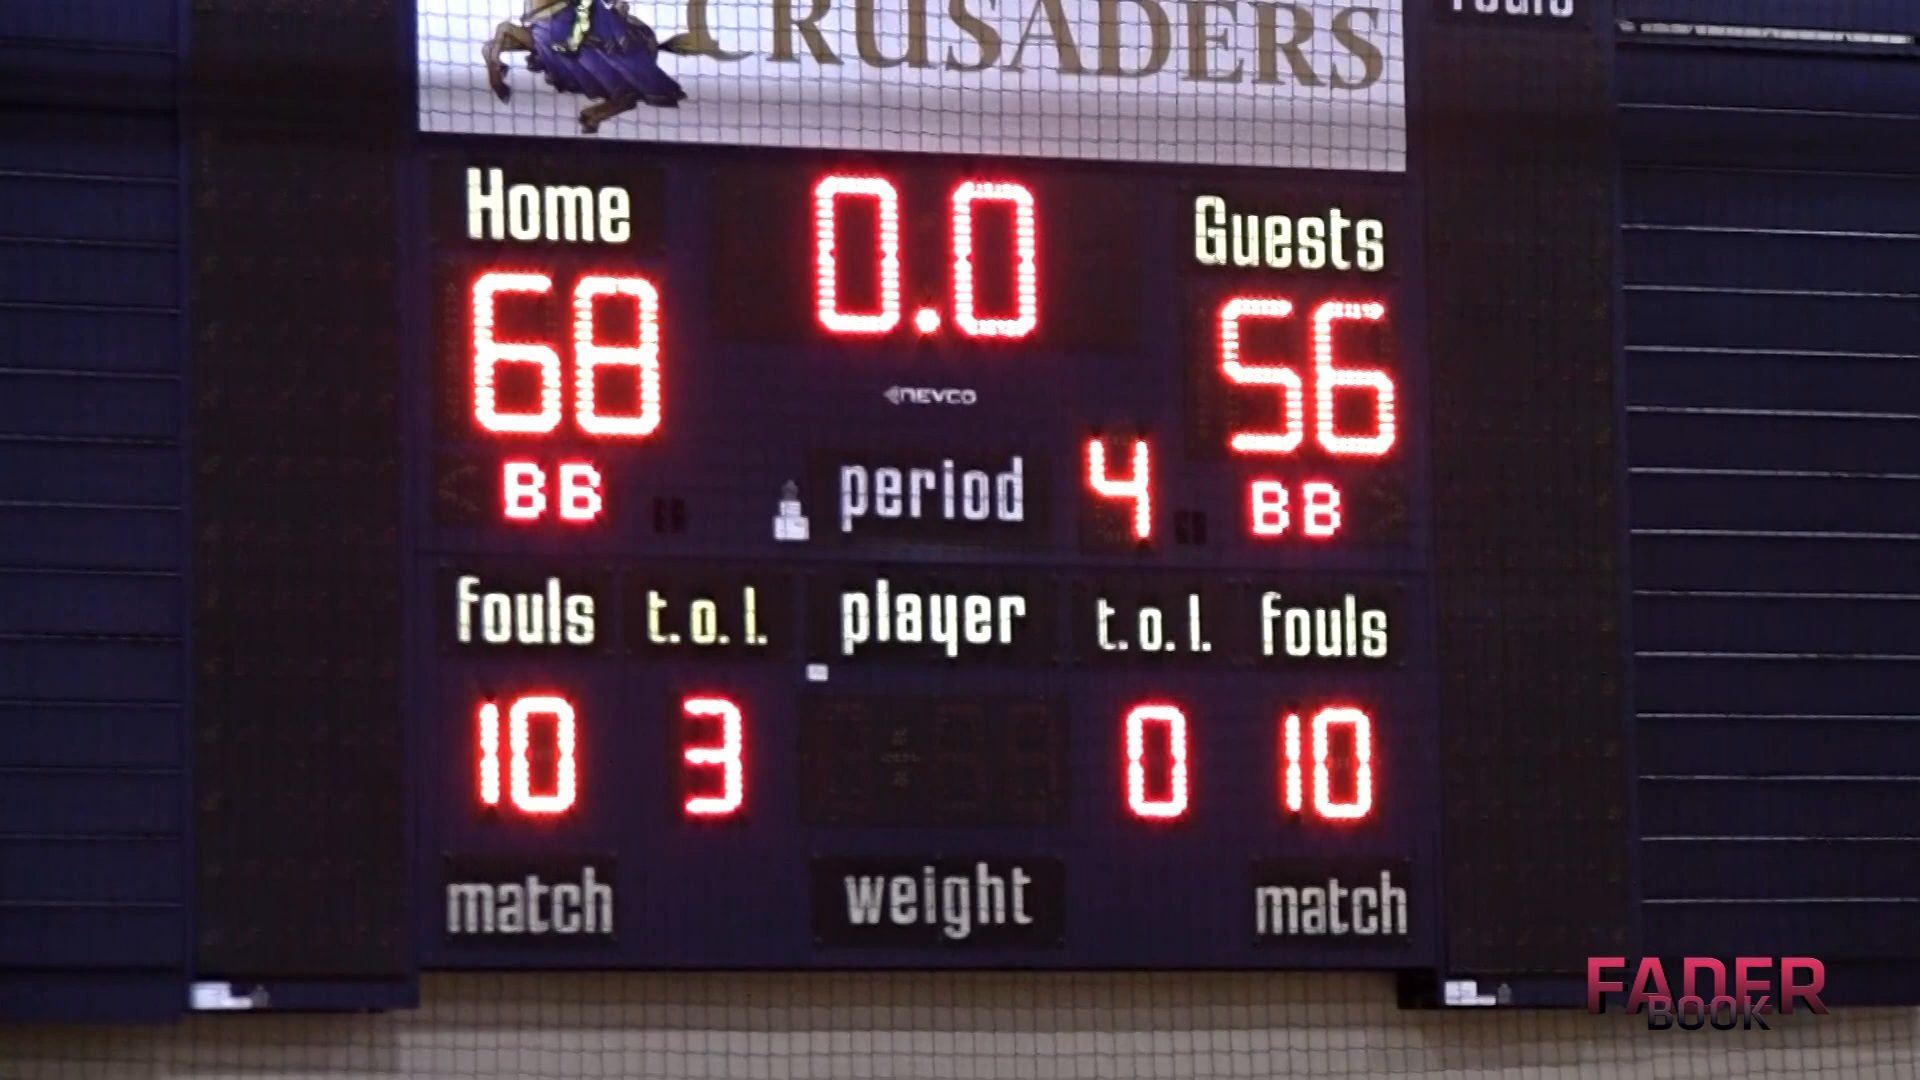 CRUSADERS
fouls
Home 0.0 Guests
68 56
NEVCO
BB period 4 BB
fouls t.o.l. player t.o.l. fouls
10 3 0 10
match weight match
FADER
BOOK